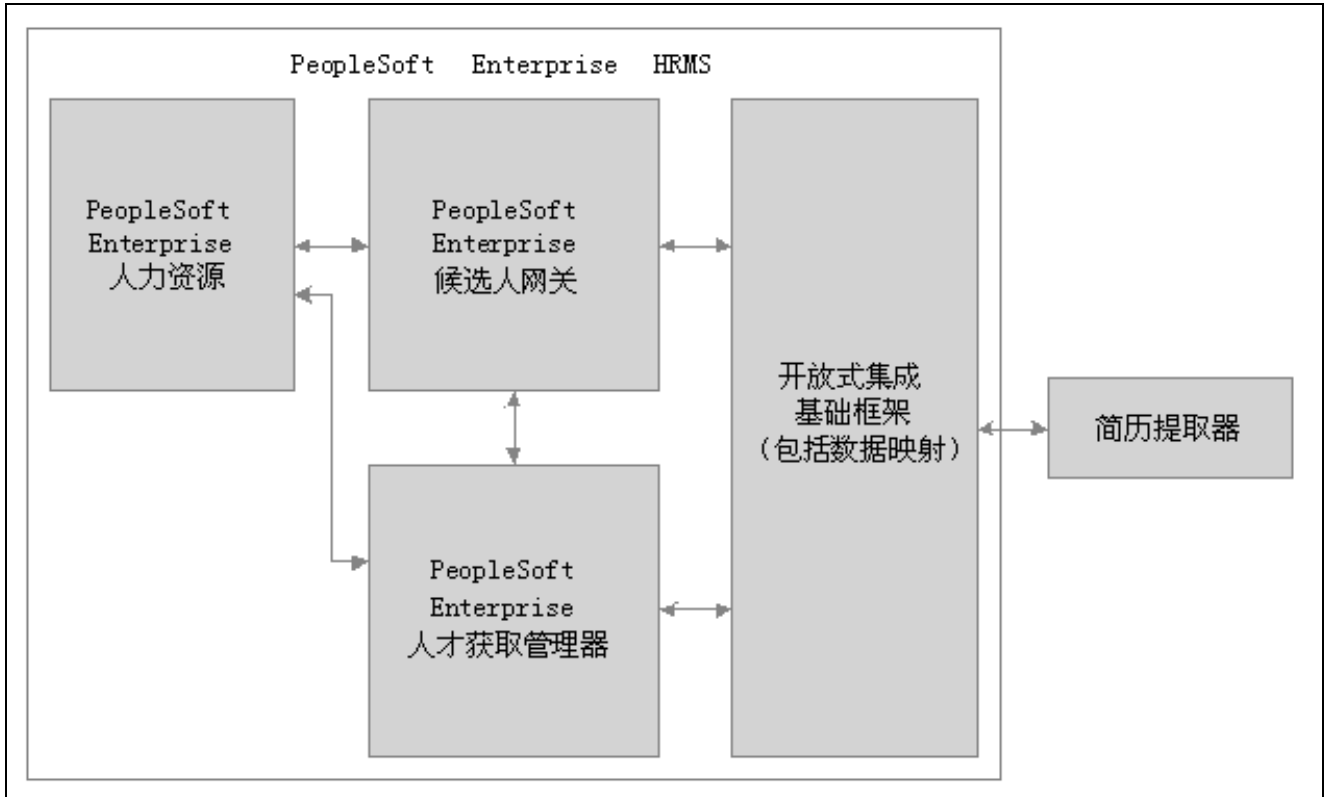 PeopleSoft Enterprise HRMS
PeopleSoft
Enterprise
人力资源
PeopleSoft
Enterprise
候选人网关
开放式集成
基础框架
（包括数据映射）
简历提取器
PeopleSoft
Enterprise
人才获取管理器